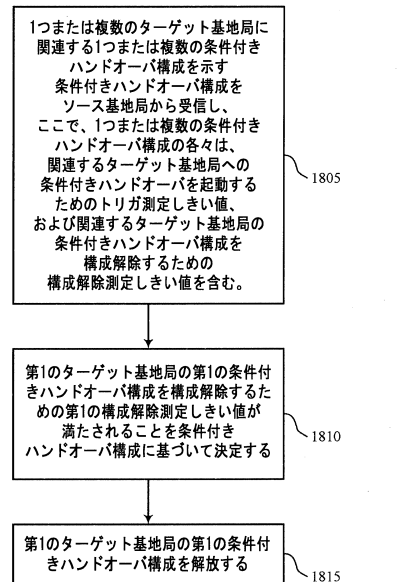 1つまたは複数のターゲット基地局に
関連する1つまたは複数の条件付き
ハンドオーバ構成を示す
条件付きハンドオーバ構成を
ソース基地局から受信し、
ここで、1つまたは複数の条件付き
ハンドオーバ構成の各々は、
関連するターゲット基地局への
条件付きハンドオーバを起動する
ためのトリガ測定しきい値、
および関連するターゲット基地局の
条件付きハンドオーバ構成を
構成解除するための
構成解除測定しきい値を含む。
1805
第1のターゲット基地局の第1の条件付
きハンドオーバ構成を構成解除するた
めの第1の構成解除測定しきい値が
満たされることを条件付き
ハンドオーバ構成に基づいて決定する
1810
第1のターゲット基地局の第1の条件付
きハンドオーバ構成を解放する
1815